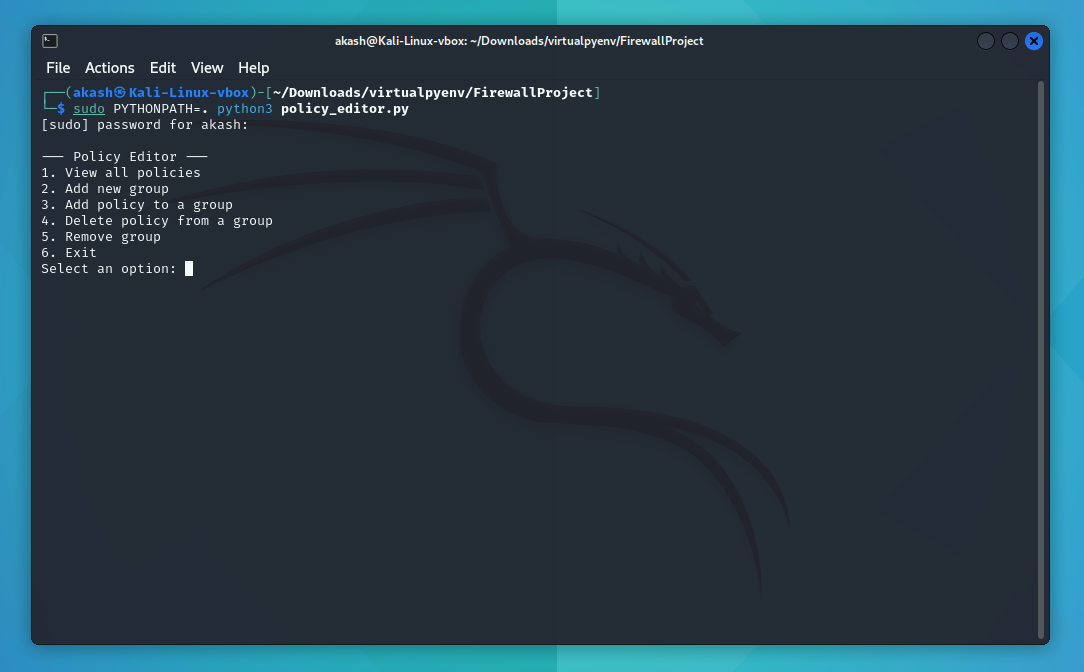 akash@Kali-Linux-vbox: ~/Downloads/virtualpyenv/FirewallProject
File Actions Edit View Help
┌──(akash㉿Kali-Linux-vbox)-[~/Downloads/virtualpyenv/FirewallProject]
└─$ sudo PYTHONPATH=. python3 policy_editor.py
[sudo] password for akash:
─── Policy Editor ───
1. View all policies
2. Add new group
3. Add policy to a group
4. Delete policy from a group
5. Remove group
6. Exit
Select an option: